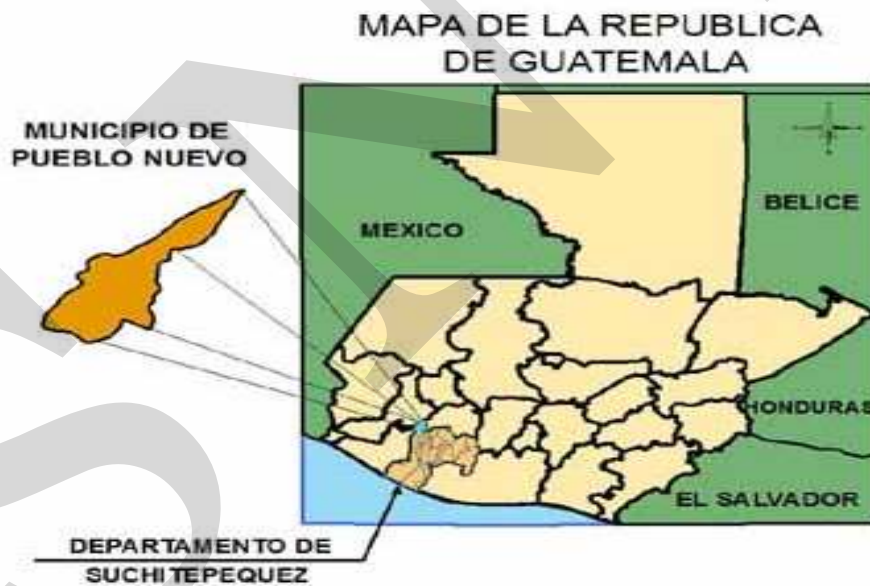 MAPA DE LA REPUBLICA
DE GUATEMALA
MUNICIPIO DE
PUEBLO NUEVO
MEXICO
BELICE
HONDURAS
EL SALVADOR
DEPARTAMENTO DE
SUCHITEPEQUEZ